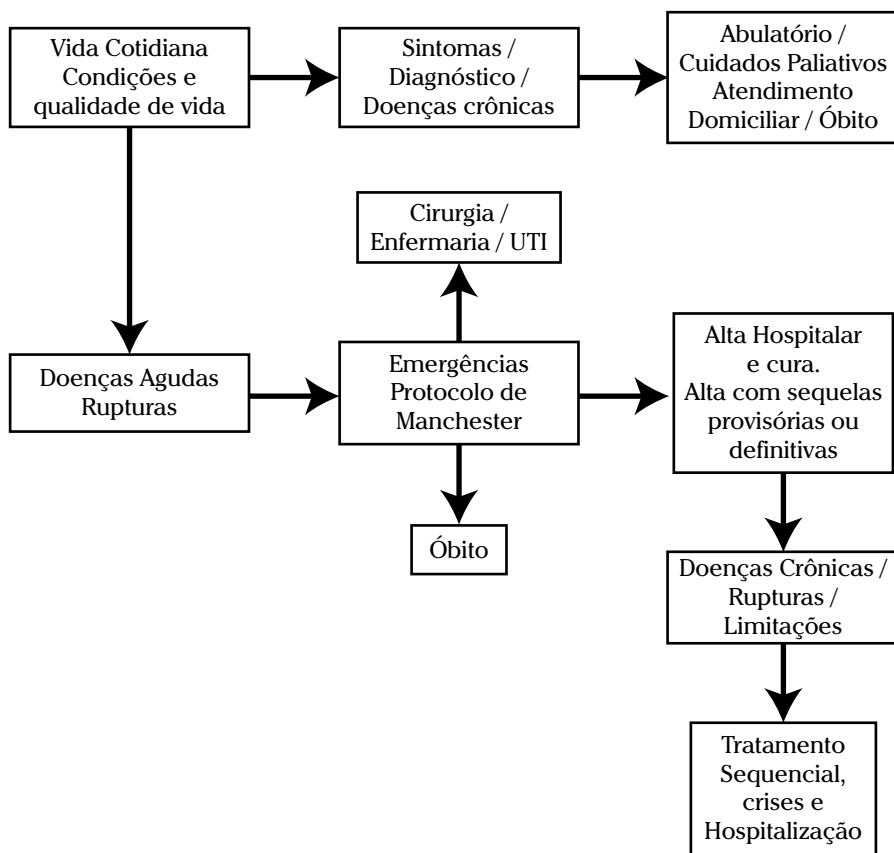 Vida Cotidiana
Condições e
qualidade de vida
Sintomas /
Diagnóstico /
Doenças crônicas
Abulatório /
Cuidados Paliativos
Atendimento
Domiciliar / Óbito
Cirurgia /
Enfermaria / UTI
Doenças Agudas
Rupturas
Emergências
Protocolo de
Manchester
Alta Hospitalar
e cura.
Alta com sequelas
provisórias ou
definitivas
Óbito
Doenças Crônicas /
Rupturas /
Limitações
Tratamento
Sequencial,
crises e
Hospitalização